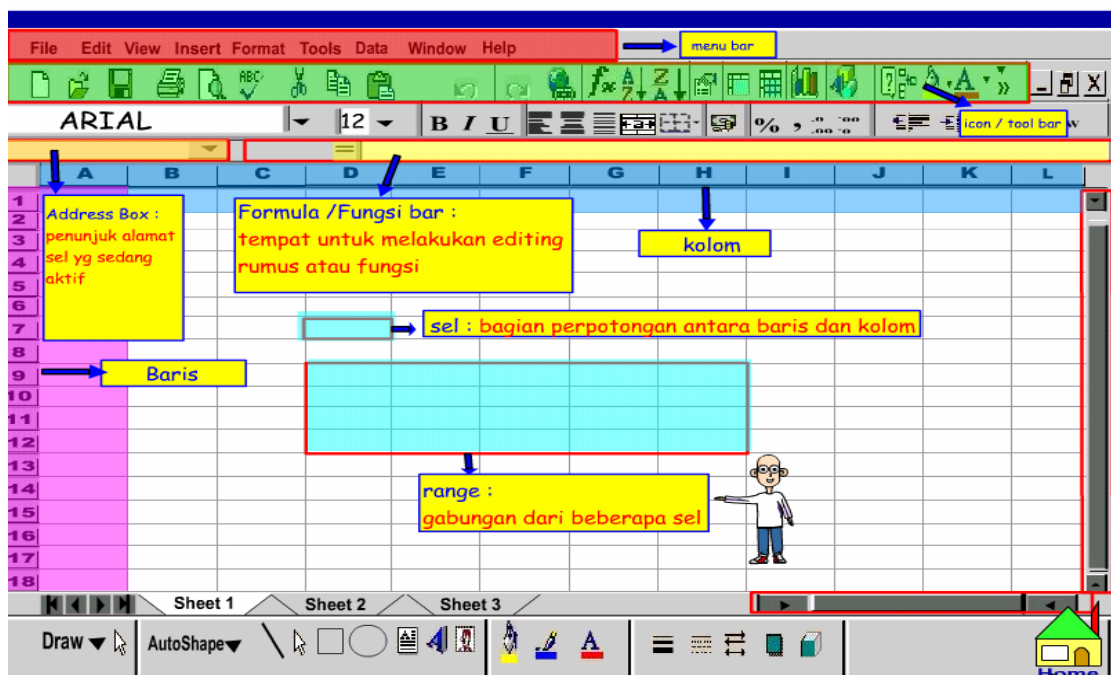 File Edit View Insert Format Tools Data Window Help
menu bar
ABC
ARIAL 12 B I U % ,
icon / tool bar
A B C D E F G H I J K L
1
2
3
4
5
6
7
8
9
10
11
12
13
14
15
16
17
18
Address Box :
penunjuk alamat
sel yg sedang
aktif
Formula /Fungsi bar :
tempat untuk melakukan editing
rumus atau fungsi
kolom
sel : bagian perpotongan antara baris dan kolom
Baris
range :
gabungan dari beberapa sel
Sheet 1 Sheet 2 Sheet 3
Draw AutoShape
Home